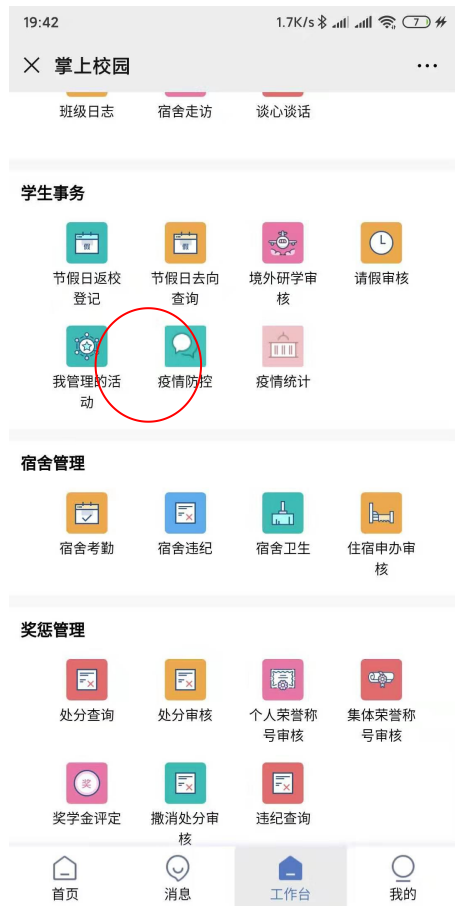 19:42 1.7K/s 7
掌上校园
班级日志 宿舍走访 谈心谈话
学生事务
节假日返校 节假日去向 境外研学审 请假审核
登记 查询 核
我管理的活 疫情防控 疫情统计
动
宿舍管理
宿舍考勤 宿舍违纪 宿舍卫生 住宿申办审
核
奖惩管理
处分查询 处分审核 个人荣誉称 集体荣誉称
号审核 号审核
奖
奖学金评定 撤消处分审 违纪查询
核
首页 消息 工作台 我的